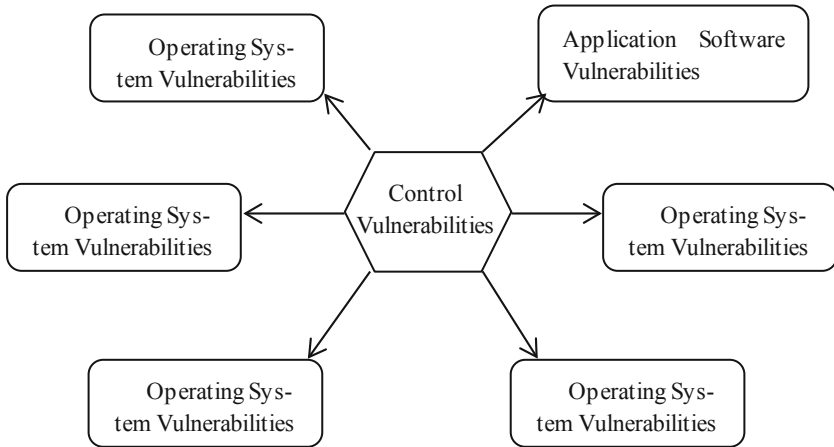 Operating Sys-
tem Vulnerabilities
Application Software
Vulnerabilities
Control
Vulnerabilities
Operating Sys-
tem Vulnerabilities
Operating Sys-
tem Vulnerabilities
Operating Sys-
tem Vulnerabilities
Operating Sys-
tem Vulnerabilities